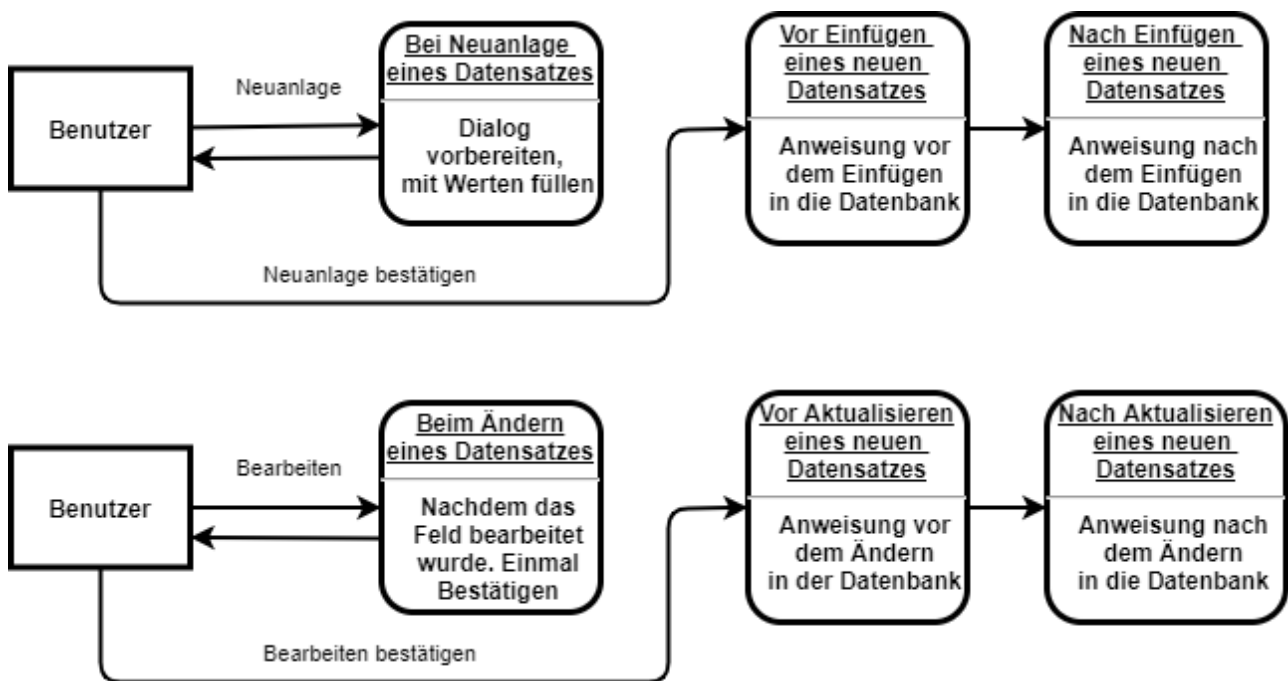 Benutzer
Neuanlage
Bei Neuanlage
eines Datensatzes
Dialog
vorbereiten,
mit Werten füllen
Neuanlage bestätigen
Vor Einfügen
eines neuen
Datensatzes
Anweisung vor
dem Einfügen
in die Datenbank
Nach Einfügen
eines neuen
Datensatzes
Anweisung nach
dem Einfügen
in die Datenbank
Benutzer
Bearbeiten
Beim Ändern
eines Datensatzes
Nachdem das
Feld bearbeitet
wurde. Einmal
Bestätigen
Bearbeiten bestätigen
Vor Aktualisieren
eines neuen
Datensatzes
Anweisung vor
dem Ändern
in der Datenbank
Nach Aktualisieren
eines neuen
Datensatzes
Anweisung nach
dem Ändern
in die Datenbank